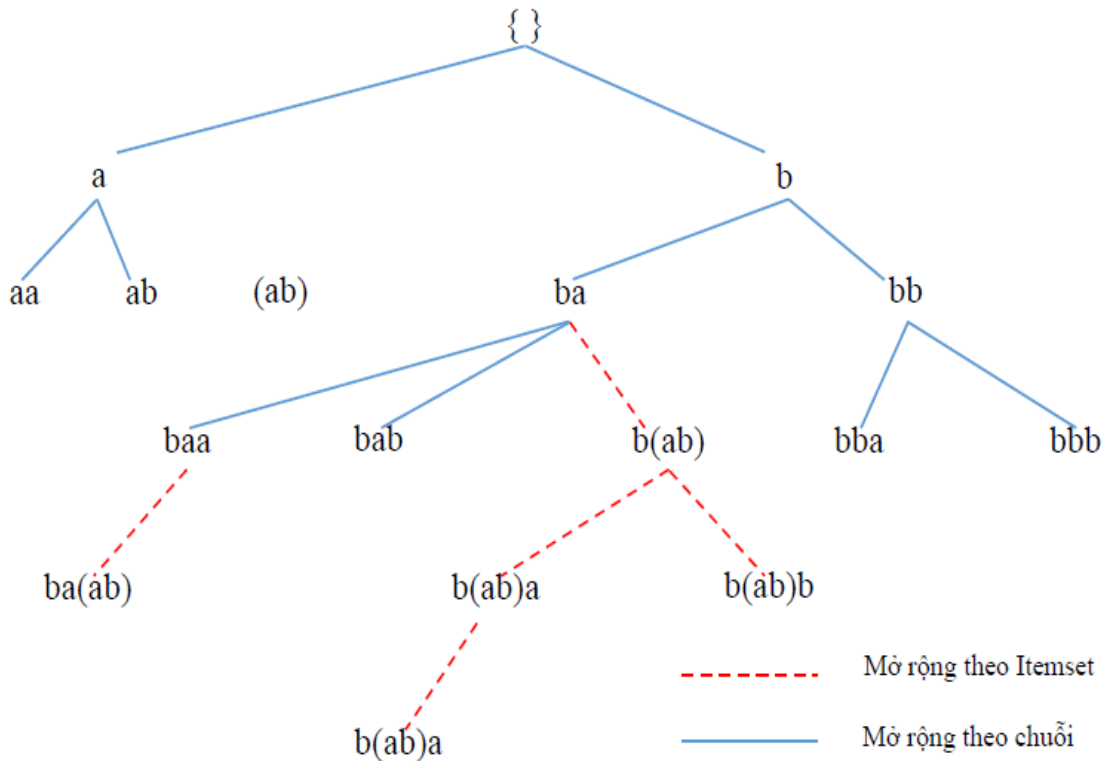 { }
a b
aa ab (ab) ba bb
baa bab b(ab) bba bbb
ba(ab) b(ab)a b(ab)b
Mở rộng theo Itemset
b(ab)a Mở rộng theo chuỗi